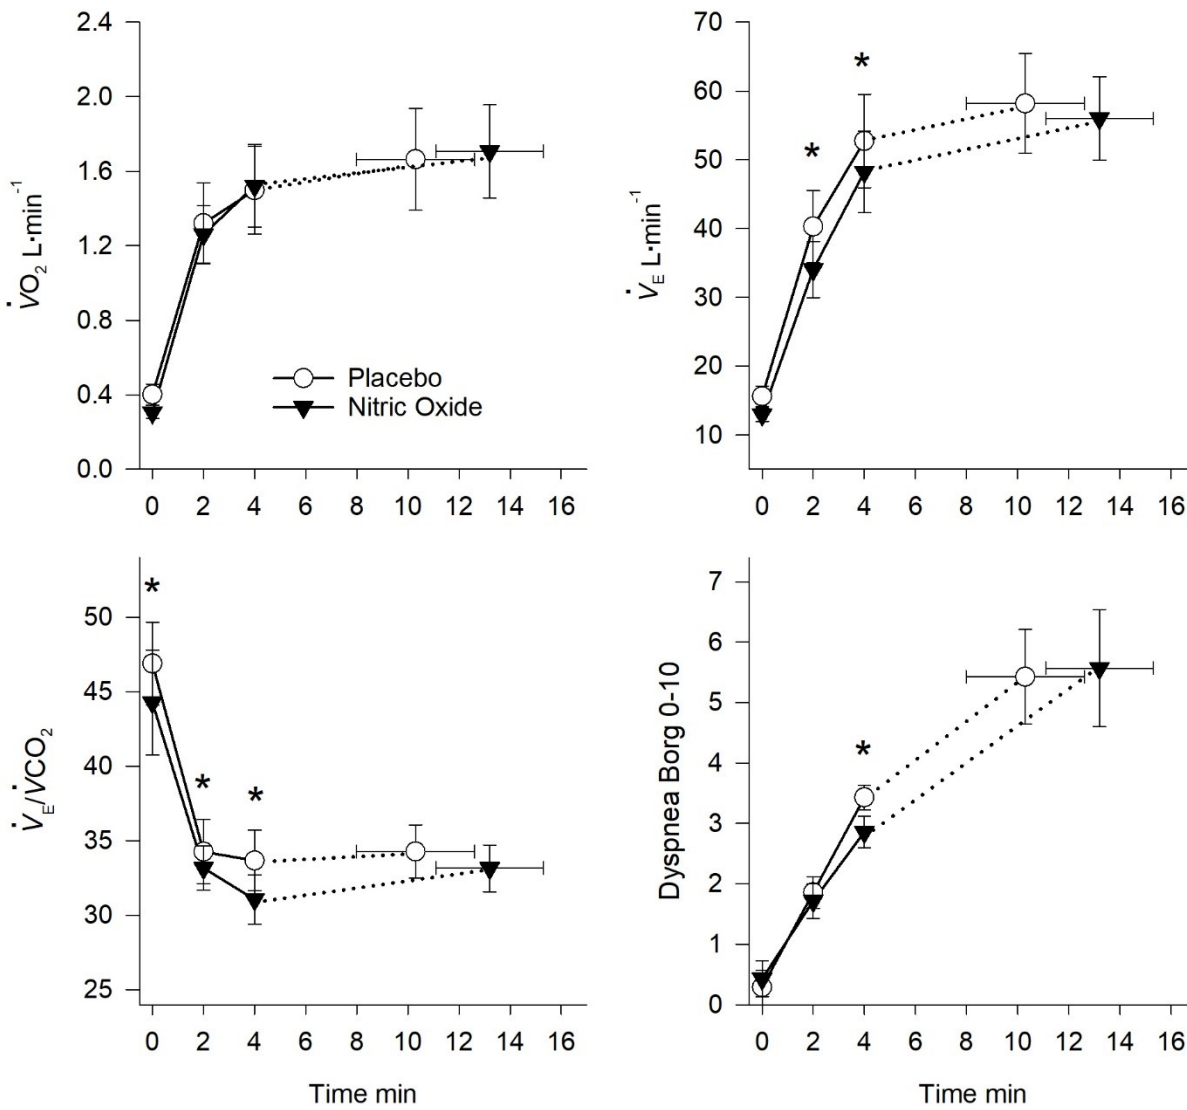 2.4
2.0
1.6
1.2
0.8
0.4
0.0
V̇O₂ L·min⁻¹
Placebo
Nitric Oxide
0 2 4 6 8 10 12 14 16
70
60
50
40
30
20
10
V̇E L·min⁻¹
* *
0 2 4 6 8 10 12 14 16
50
45
40
35
30
25
V̇E/V̇CO₂
* * *
0 2 4 6 8 10 12 14 16
Time min
7
6
5
4
3
2
1
0
Dyspnea Borg 0-10
*
0 2 4 6 8 10 12 14 16
Time min